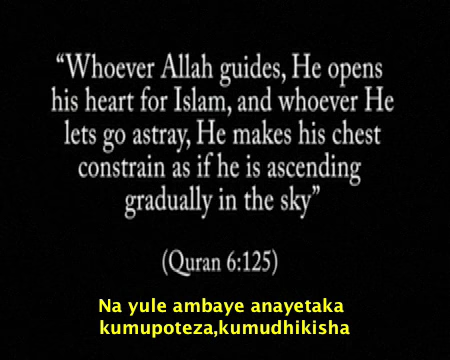 “Whoever Allah guides, He opens
his heart for Islam, and whoever He
lets go astray, He makes his chest
constrain as if he is ascending
gradually in the sky”
(Quran 6:125)
Na yule ambaye anayetaka
kumupoteza,kumudhikisha